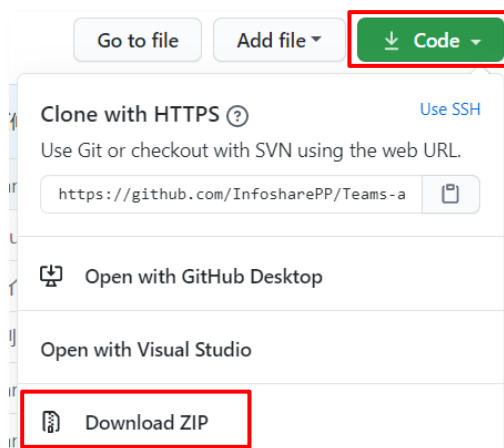 Go to file
Add file
Code
Clone with HTTPS
Use SSH
Use Git or checkout with SVN using the web URL.
https://github.com/InfosharePP/Teams-a
Open with GitHub Desktop
Open with Visual Studio
Download ZIP